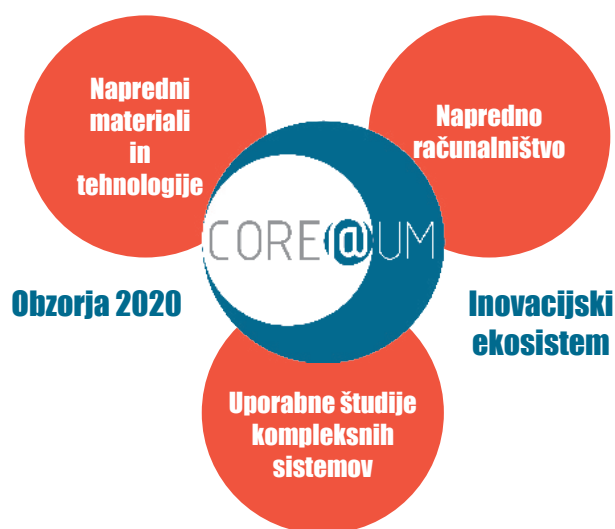 Napredni
materiali
in
tehnologije
Napredno
računalništvo
CORE@UM
Obzorja 2020
Inovacijski
ekosistem
Uporabne študije
kompleksnih
sistemov